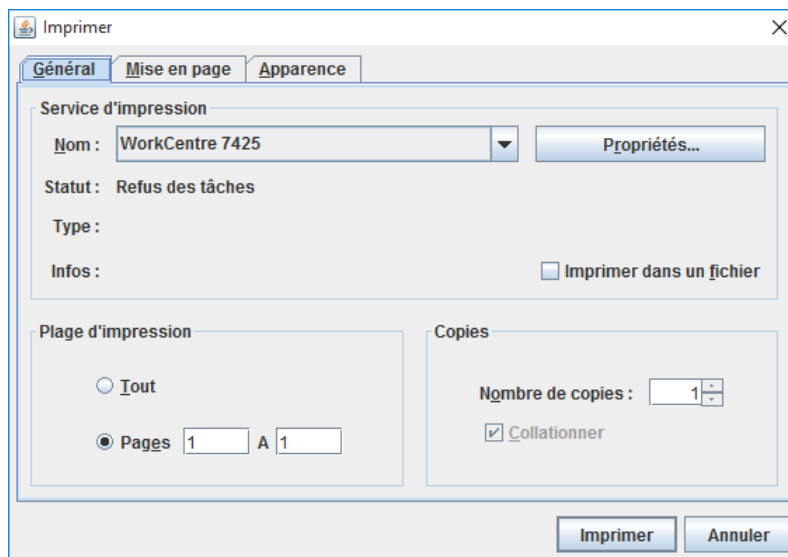 Imprimer
Général Mise en page Apparence
Service d'impression
Nom : WorkCentre 7425 Propriétés...
Statut : Refus des tâches
Type :
Infos : Imprimer dans un fichier
Plage d'impression Copies
Tout
Nombre de copies : 1
Collationner
Pages 1 A 1
Imprimer Annuler